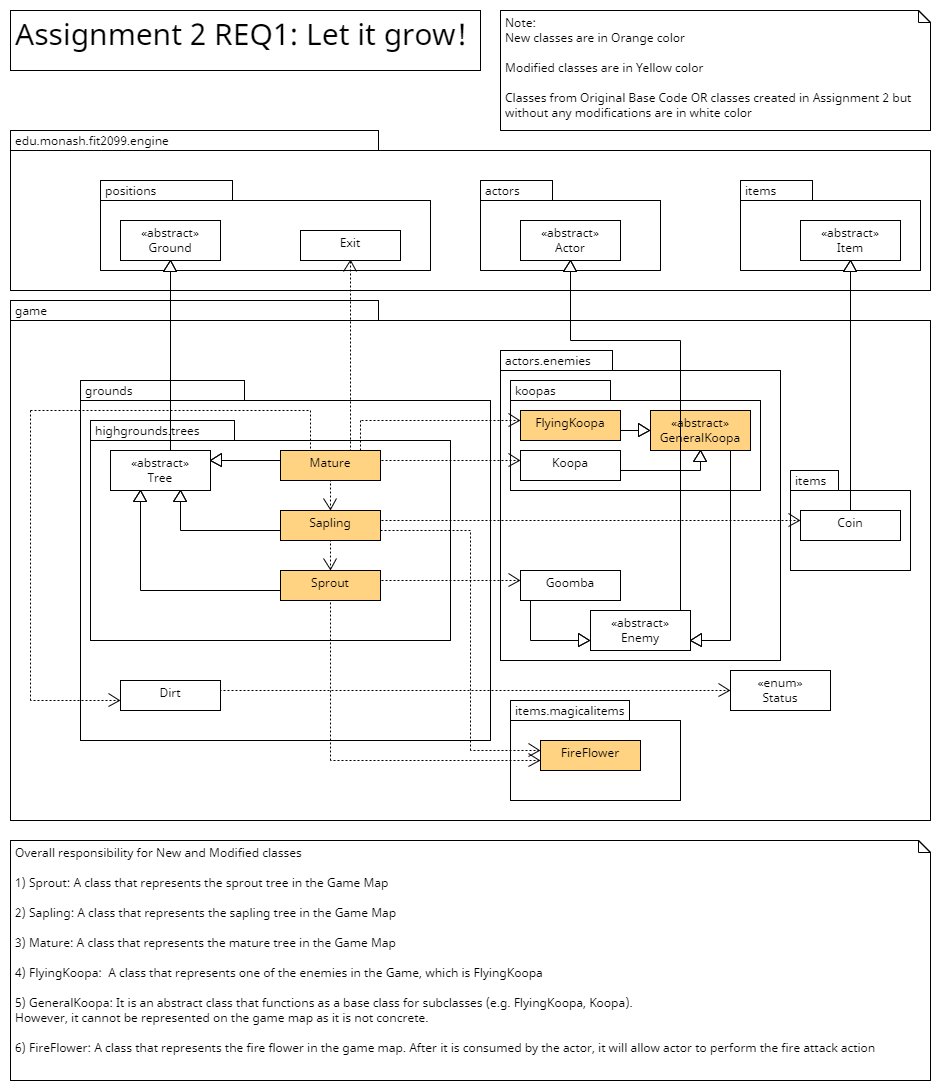 Assignment 2 REQ1: Let it grow!
Note:
New classes are in Orange color
Modified classes are in Yellow color
Classes from Original Base Code OR classes created in Assignment 2 but
without any modifications are in white color
edu.monash.fit2099.engine
positions
«abstract»
Ground
Exit
actors
«abstract»
Actor
items
«abstract»
Item
game
grounds
highgrounds.trees
«abstract»
Tree
Mature
Sapling
Sprout
Dirt
actors.enemies
koopas
FlyingKoopa
«abstract»
GeneralKoopa
Koopa
Goomba
«abstract»
Enemy
items
Coin
«enum»
Status
items.magicalitems
FireFlower
Overall responsibility for New and Modified classes
1) Sprout: A class that represents the sprout tree in the Game Map
2) Sapling: A class that represents the sapling tree in the Game Map
3) Mature: A class that represents the mature tree in the Game Map
4) FlyingKoopa:  A class that represents one of the enemies in the Game, which is FlyingKoopa
5) GeneralKoopa: It is an abstract class that functions as a base class for subclasses (e.g. FlyingKoopa, Koopa).
However, it cannot be represented on the game map as it is not concrete.
6) FireFlower: A class that represents the fire flower in the game map. After it is consumed by the actor, it will allow actor to perform the fire attack action